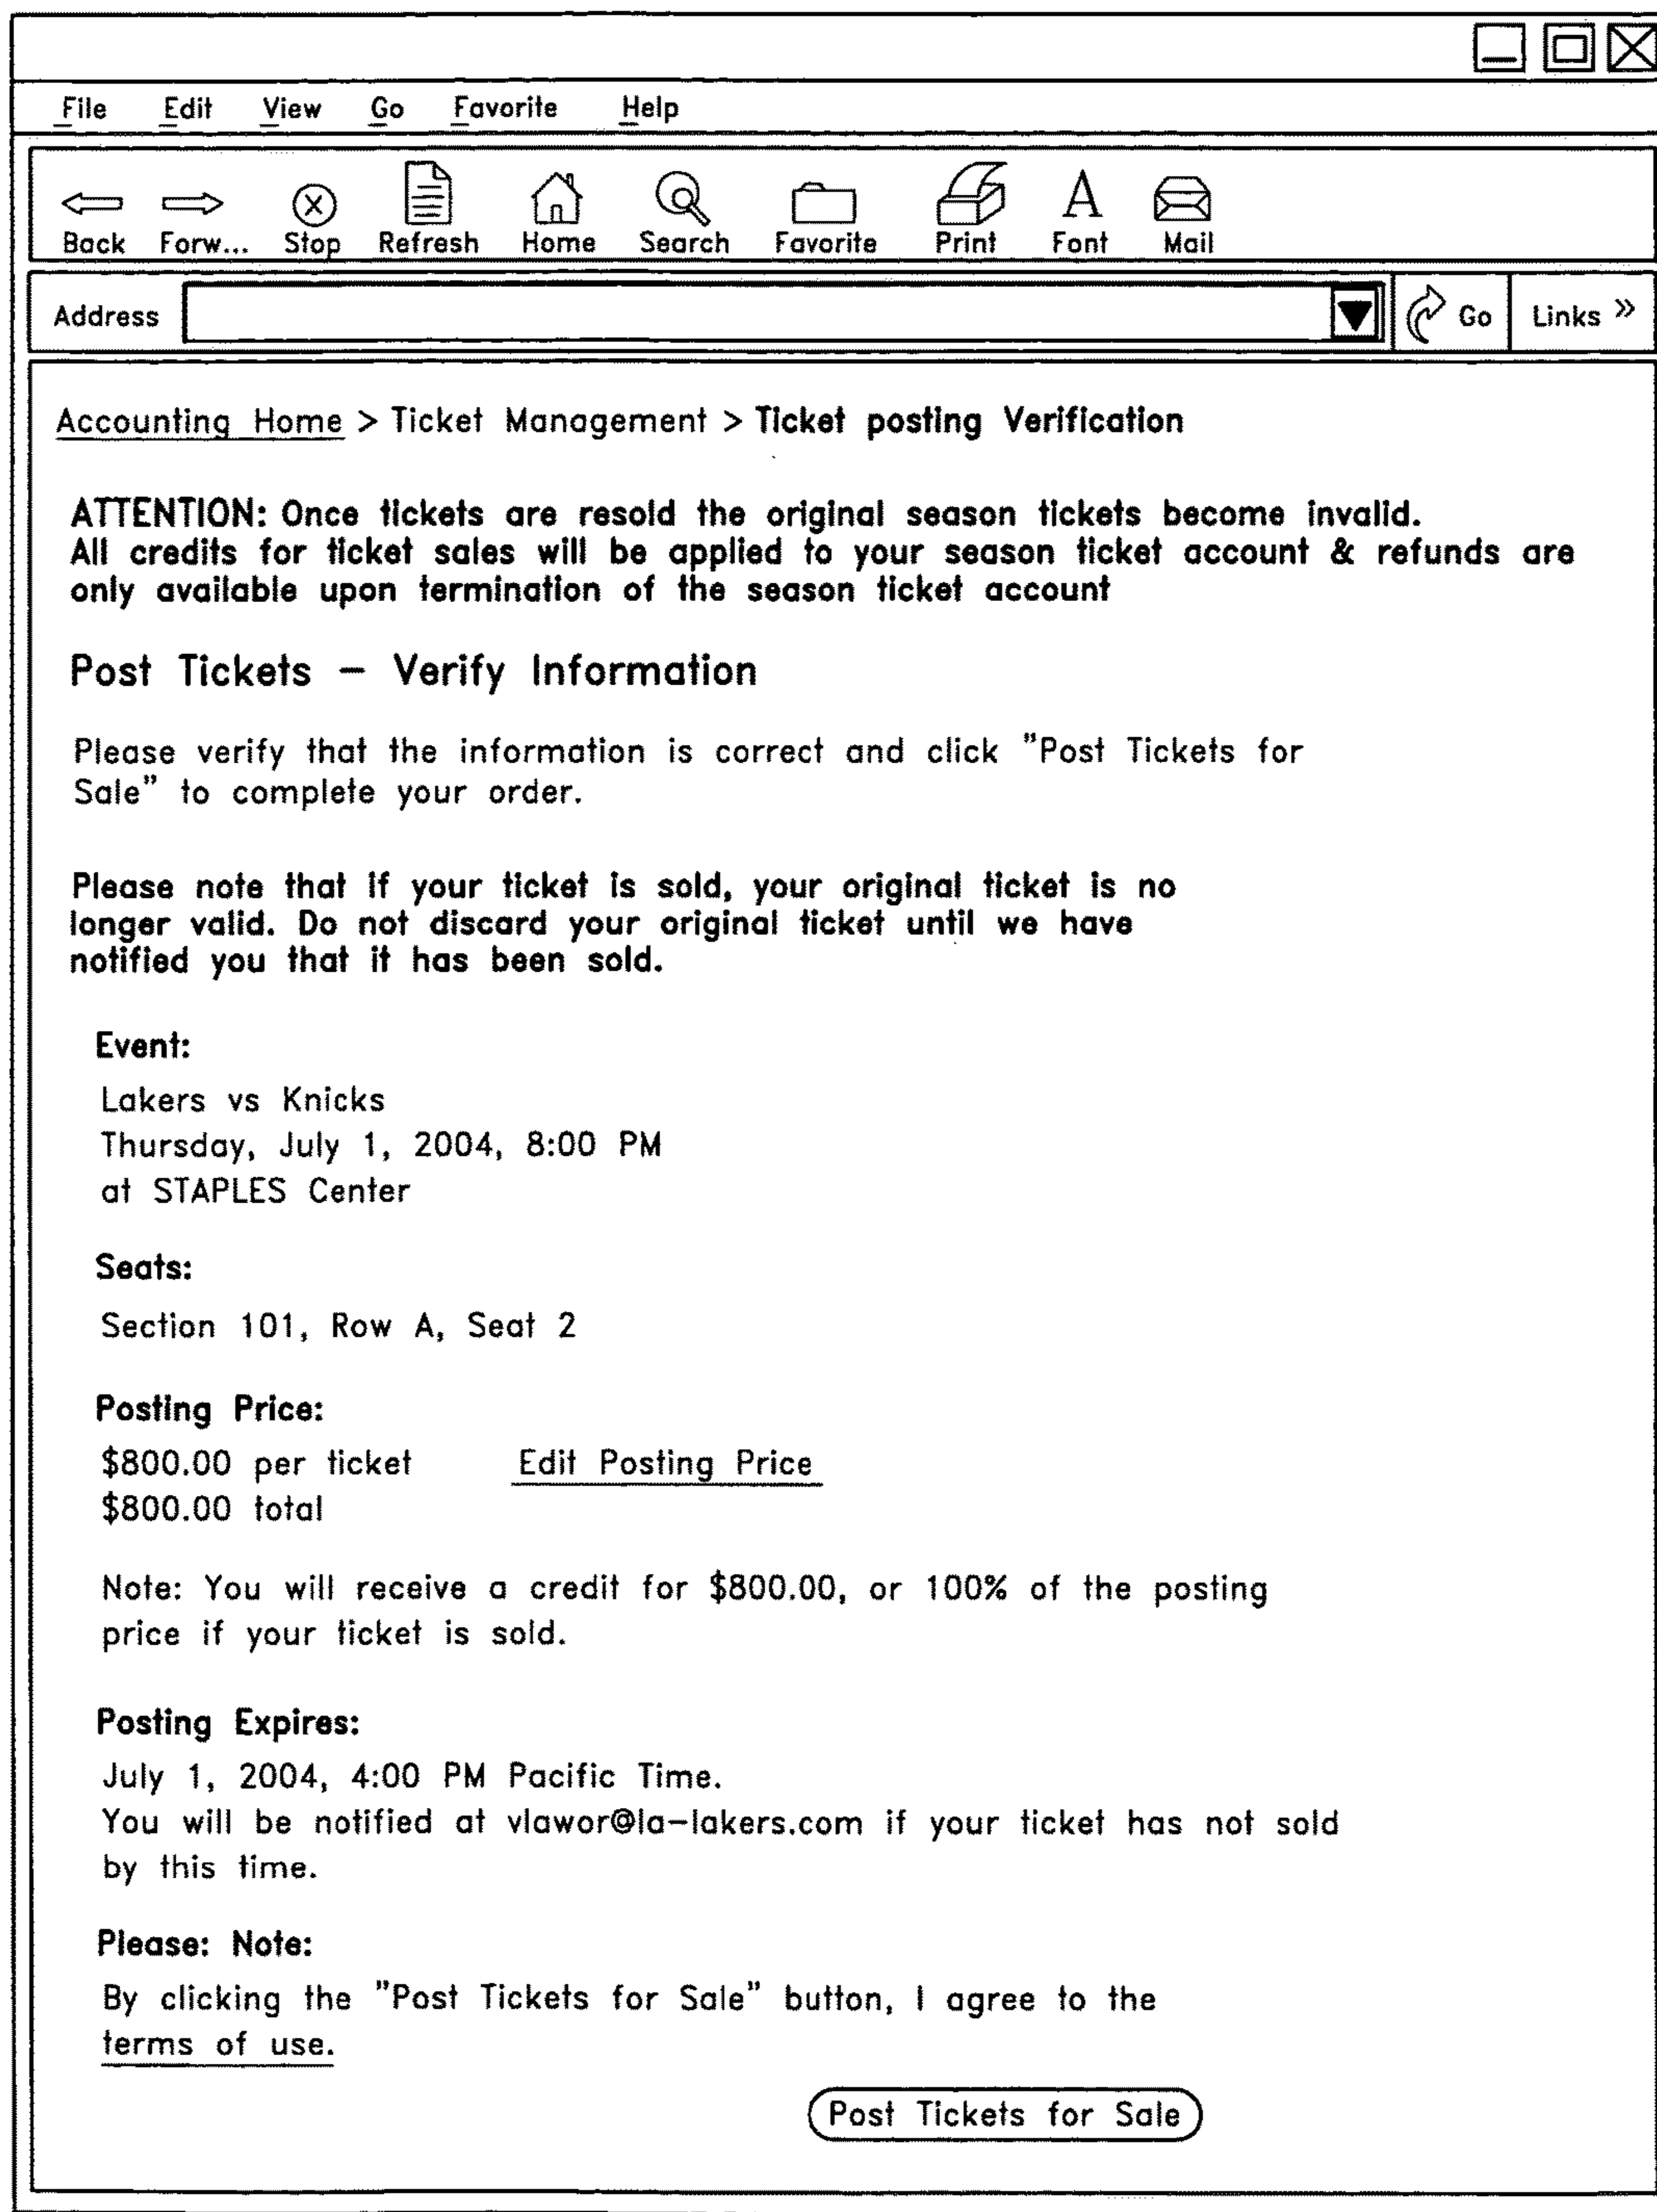 File Edit View Go Favorite Help
Back Forw... Stop Refresh Home Search Favorite Print Font Mail
Address Go Links »
Accounting Home > Ticket Management > Ticket posting Verification
ATTENTION: Once tickets are resold the original season tickets become invalid.
All credits for ticket sales will be applied to your season ticket account & refunds are
only available upon termination of the season ticket account
Post Tickets – Verify Information
Please verify that the information is correct and click "Post Tickets for
Sale" to complete your order.
Please note that if your ticket is sold, your original ticket is no
longer valid. Do not discard your original ticket until we have
notified you that it has been sold.
Event:
Lakers vs Knicks
Thursday, July 1, 2004, 8:00 PM
at STAPLES Center
Seats:
Section 101, Row A, Seat 2
Posting Price:
$800.00 per ticket Edit Posting Price
$800.00 total
Note: You will receive a credit for $800.00, or 100% of the posting
price if your ticket is sold.
Posting Expires:
July 1, 2004, 4:00 PM Pacific Time.
You will be notified at vlawor@la-lakers.com if your ticket has not sold
by this time.
Please: Note:
By clicking the "Post Tickets for Sale" button, I agree to the
terms of use.
Post Tickets for Sale